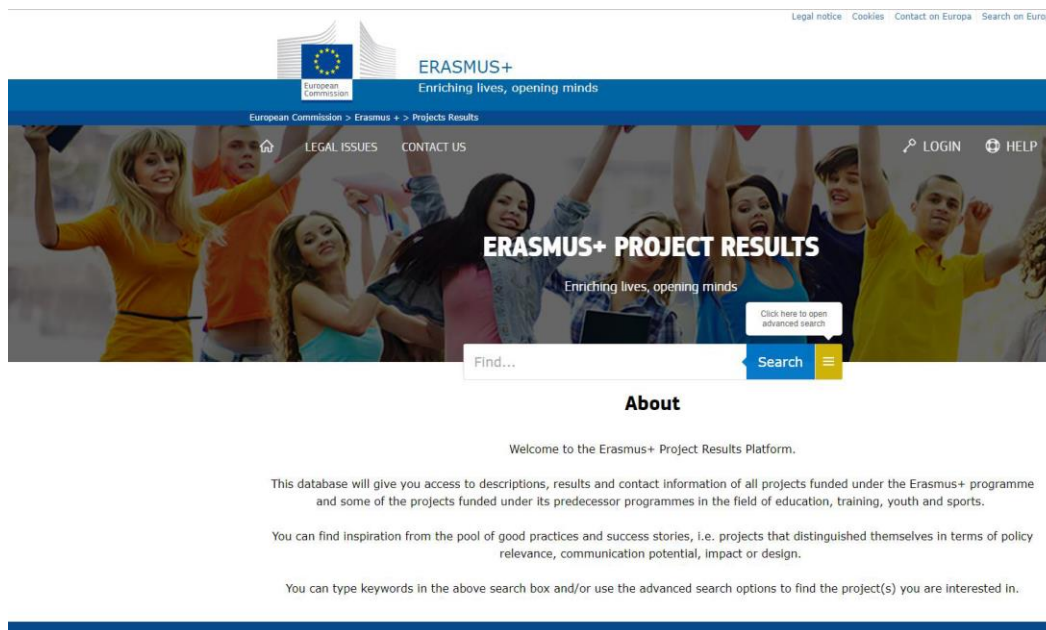 Legal notice Cookies Contact on Europa Search on Euro
ERASMUS+
European
Commission
Enriching lives, opening minds
European Commission > Erasmus + > Projects Results
LEGAL ISSUES CONTACT US LOGIN HELP
ERASMUS+ PROJECT RESULTS
Enriching lives, opening minds
Click here to open
advanced search
Find... Search
About
Welcome to the Erasmus+ Project Results Platform.
This database will give you access to descriptions, results and contact information of all projects funded under the Erasmus+ programme
and some of the projects funded under its predecessor programmes in the field of education, training, youth and sports.
You can find inspiration from the pool of good practices and success stories, i.e. projects that distinguished themselves in terms of policy
relevance, communication potential, impact or design.
You can type keywords in the above search box and/or use the advanced search options to find the project(s) you are interested in.